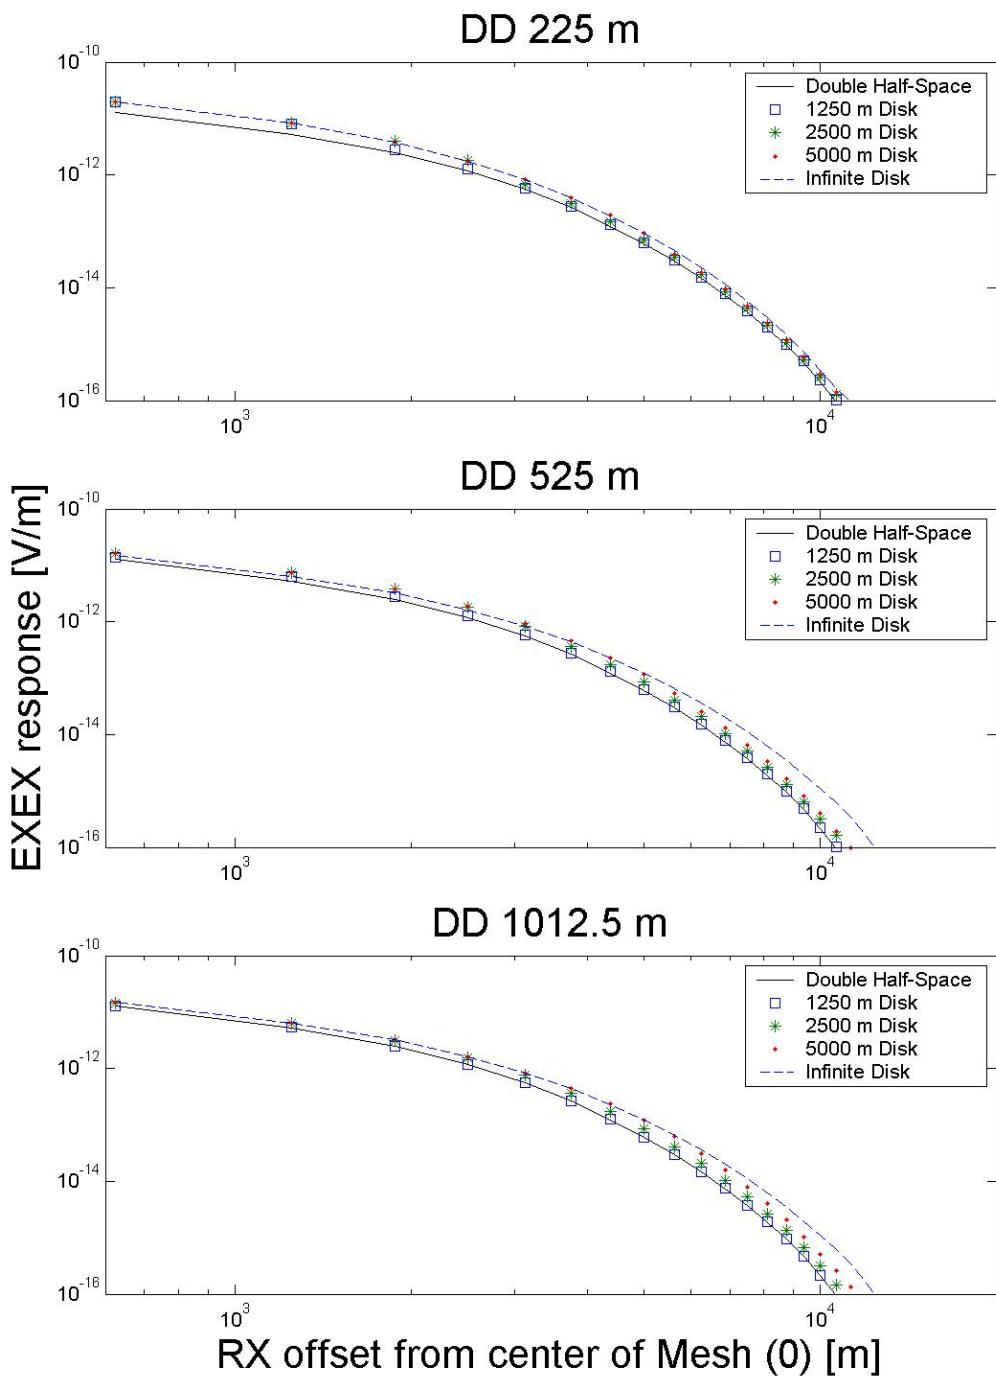 DD 225 m
10^-10
10^-12
10^-14
10^-16
10^3
10^4
Double Half-Space
1250 m Disk
2500 m Disk
5000 m Disk
Infinite Disk
DD 525 m
10^-10
10^-12
10^-14
10^-16
10^3
10^4
Double Half-Space
1250 m Disk
2500 m Disk
5000 m Disk
Infinite Disk
EXEX response [V/m]
DD 1012.5 m
10^-10
10^-12
10^-14
10^-16
10^3
10^4
Double Half-Space
1250 m Disk
2500 m Disk
5000 m Disk
Infinite Disk
RX offset from center of Mesh (0) [m]